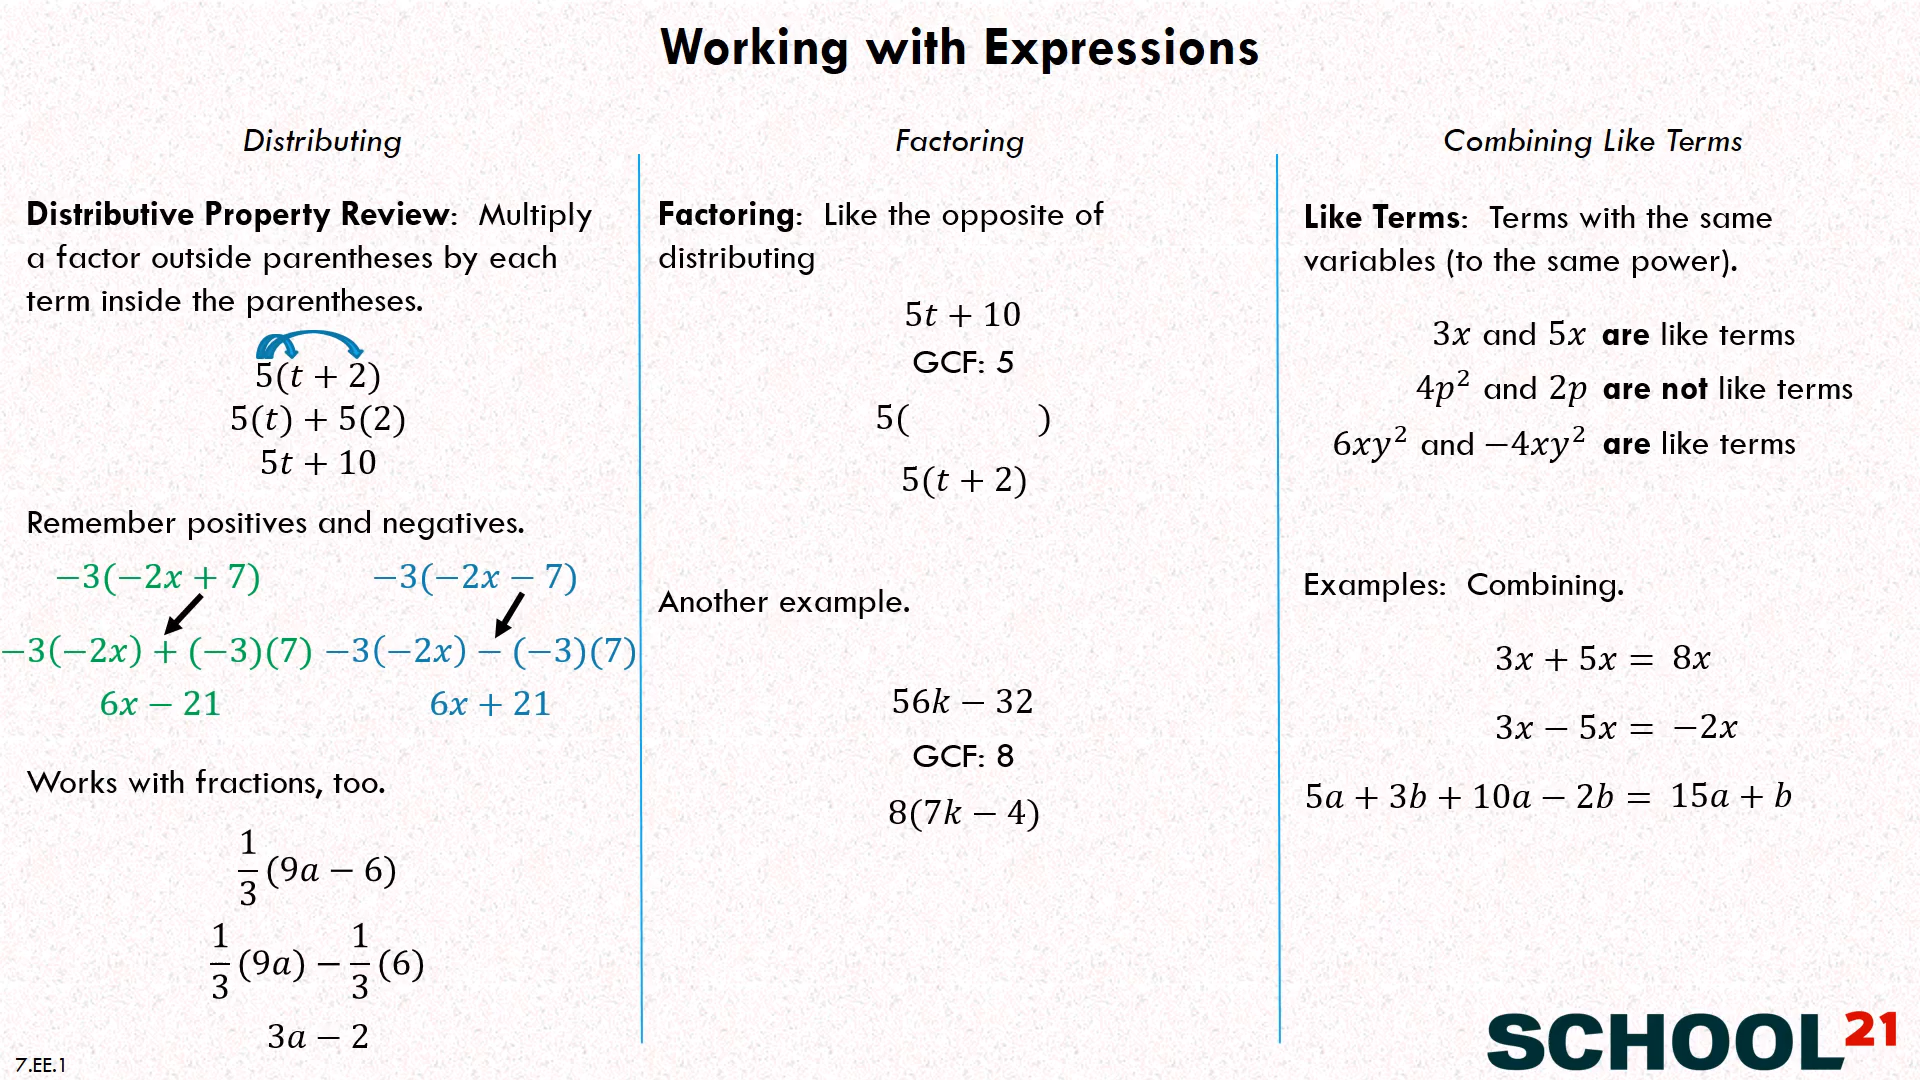 Working with Expressions
Distributing
Distributive Property Review: Multiply
a factor outside parentheses by each
term inside the parentheses.
5(t + 2)
5(t) + 5(2)
5t + 10
Remember positives and negatives.
−3(−2x + 7) −3(−2x − 7)
−3(−2x) + (−3)(7) −3(−2x) − (−3)(7)
6x − 21 6x + 21
Works with fractions, too.
1/3 (9a − 6)
1/3 (9a) − 1/3 (6)
3a − 2
7.EE.1
Factoring
Factoring: Like the opposite of
distributing
5t + 10
GCF: 5
5( )
5(t + 2)
Another example.
56k − 32
GCF: 8
8(7k − 4)
Combining Like Terms
Like Terms: Terms with the same
variables (to the same power).
3x and 5x are like terms
4p² and 2p are not like terms
6xy² and −4xy² are like terms
Examples: Combining.
3x + 5x = 8x
3x − 5x = −2x
5a + 3b + 10a − 2b = 15a + b
SCHOOL21